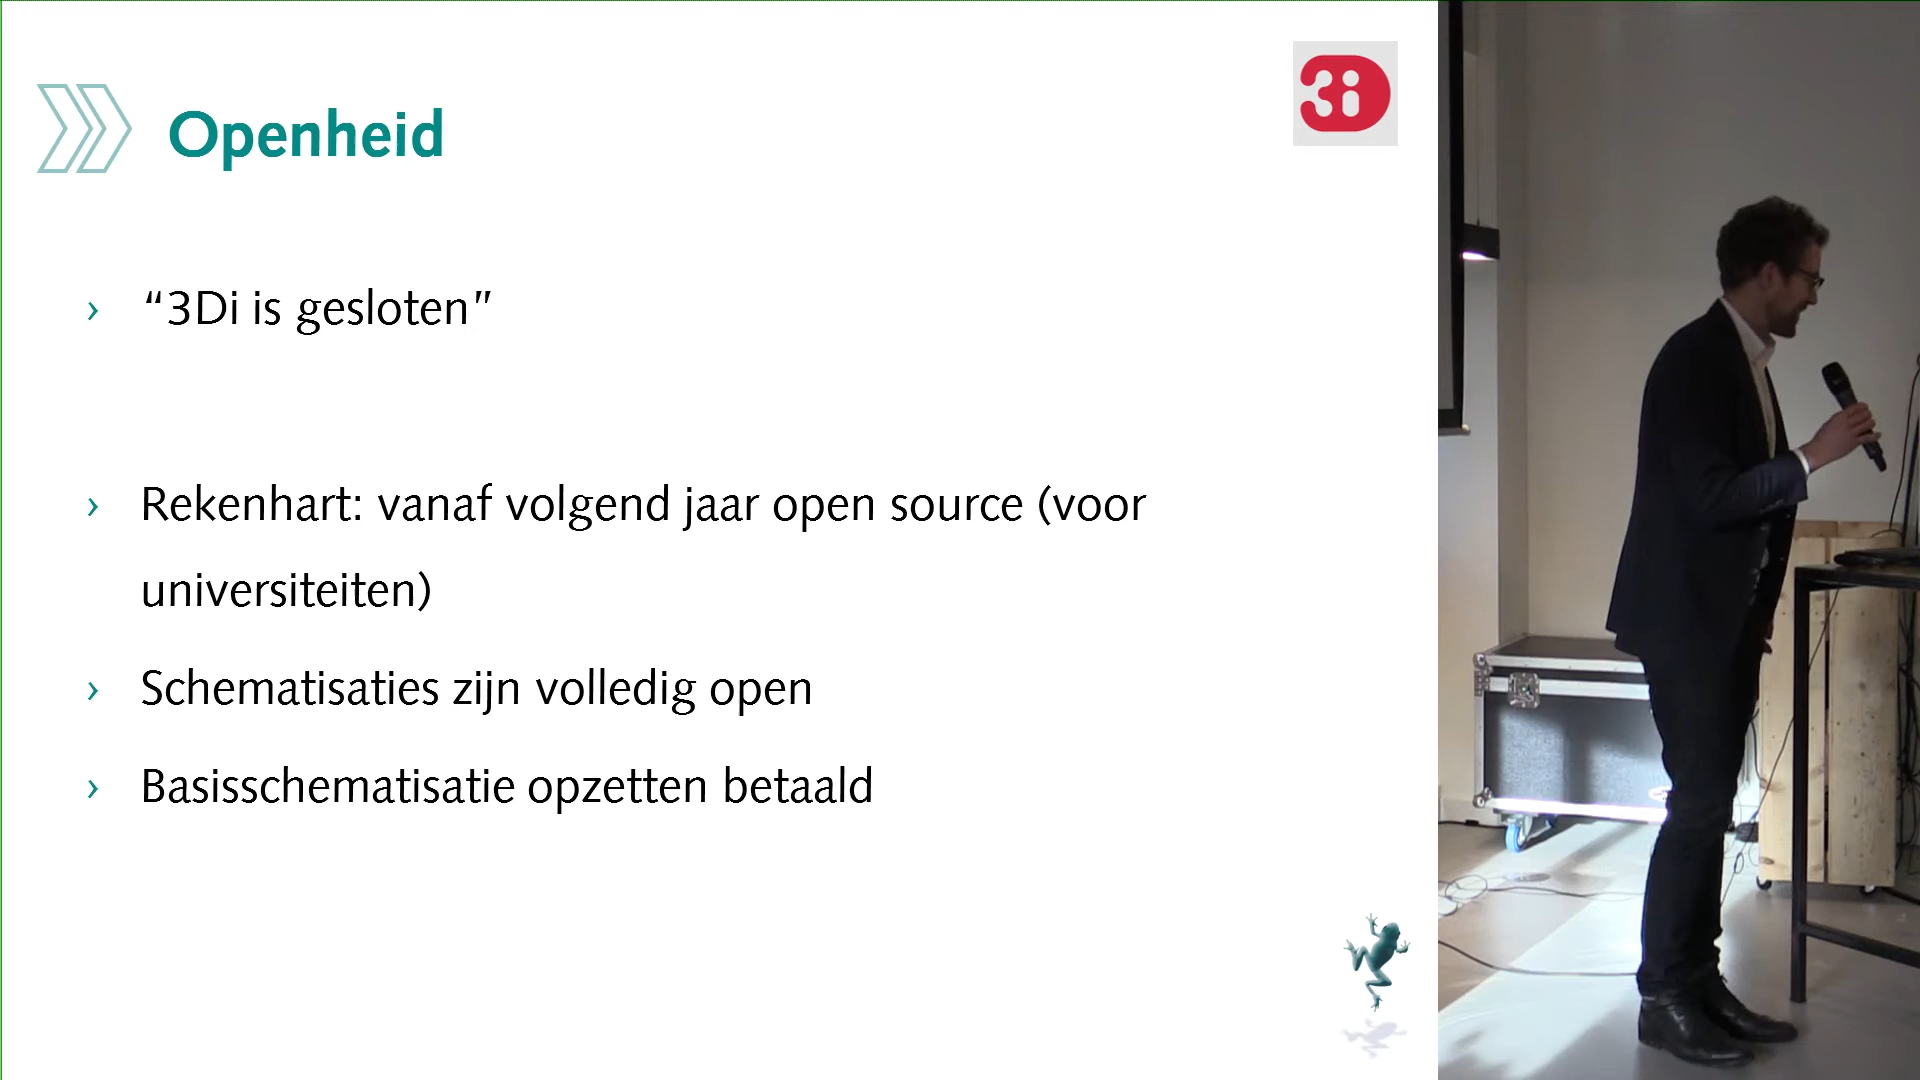 Openheid
3Di
“3Di is gesloten”
Rekenhart: vanaf volgend jaar open source (voor
universiteiten)
Schematisaties zijn volledig open
Basisschematisatie opzetten betaald